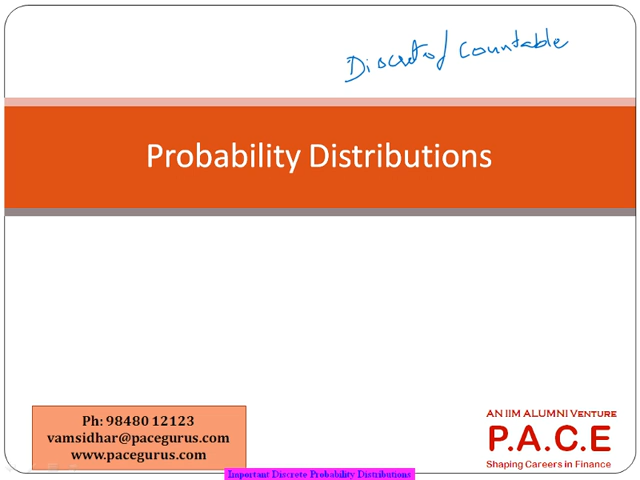 Discrete/ Countable
Probability Distributions
Ph: 98480 12123
vamsidhar@pacegurus.com
www.pacegurus.com
AN IIM ALUMNI VENTURE
P.A.C.E
Shaping Careers in Finance
Important Discrete Probability Distributions